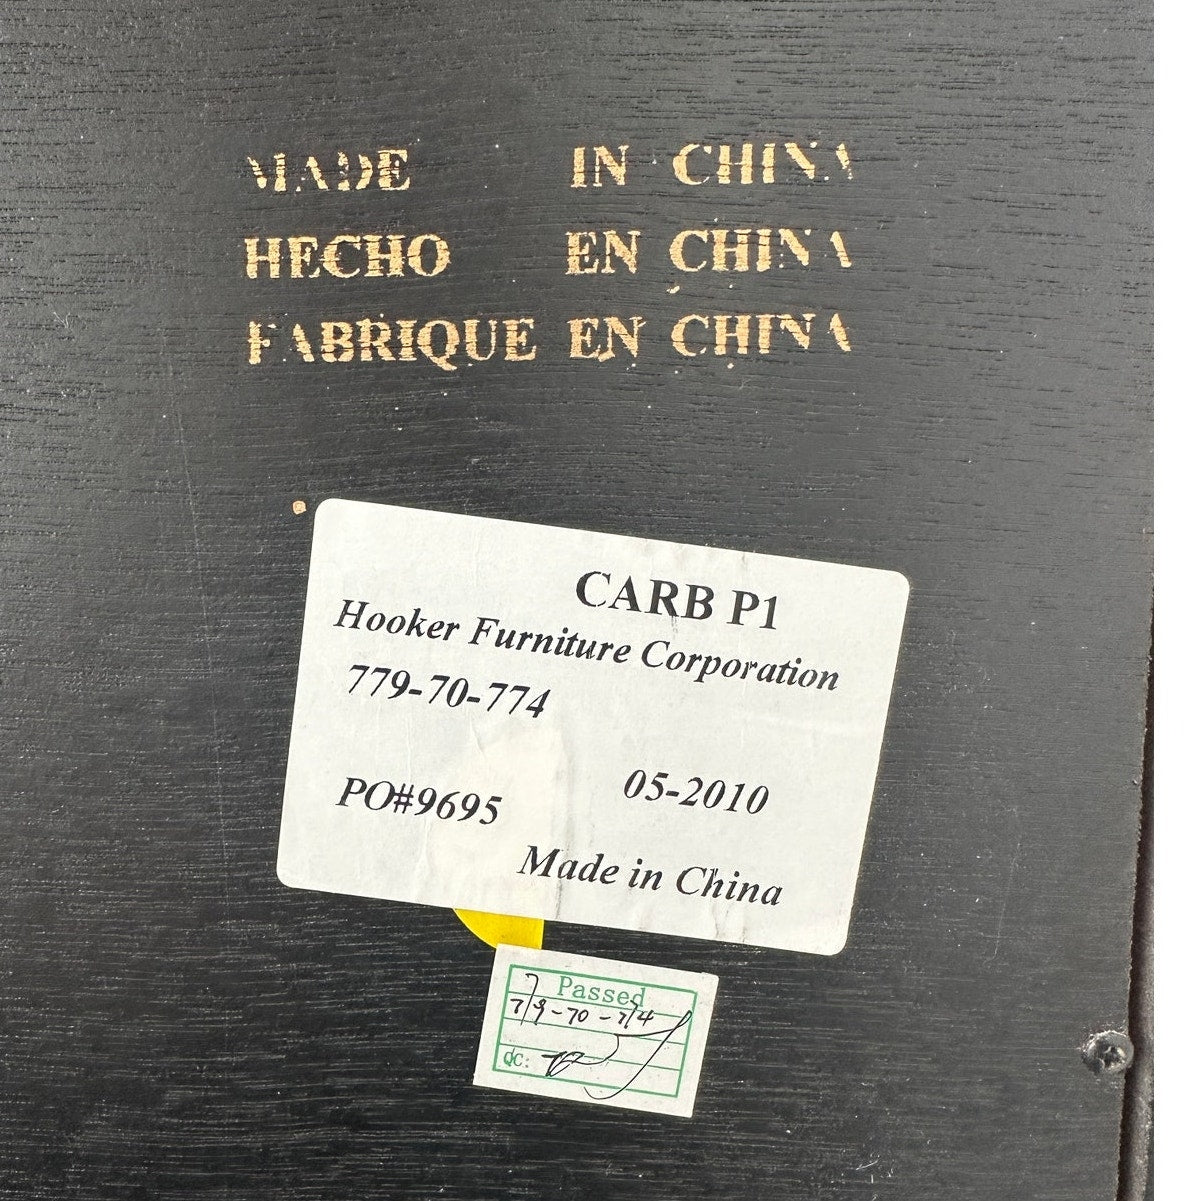 MADE IN CHINA
HECHO EN CHINA
FABRIQUE EN CHINA
CARB P1
Hooker Furniture Corporation
779-70-774
PO#9695 05-2010
Made in China
Passed
779-70-774
QC: